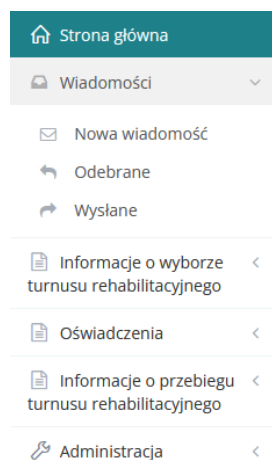 Strona główna
Wiadomości
Nowa wiadomość
Odebrane
Wysłane
Informacje o wyborze
turnusu rehabilitacyjnego
Oświadczenia
Informacje o przebiegu
turnusu rehabilitacyjnego
Administracja